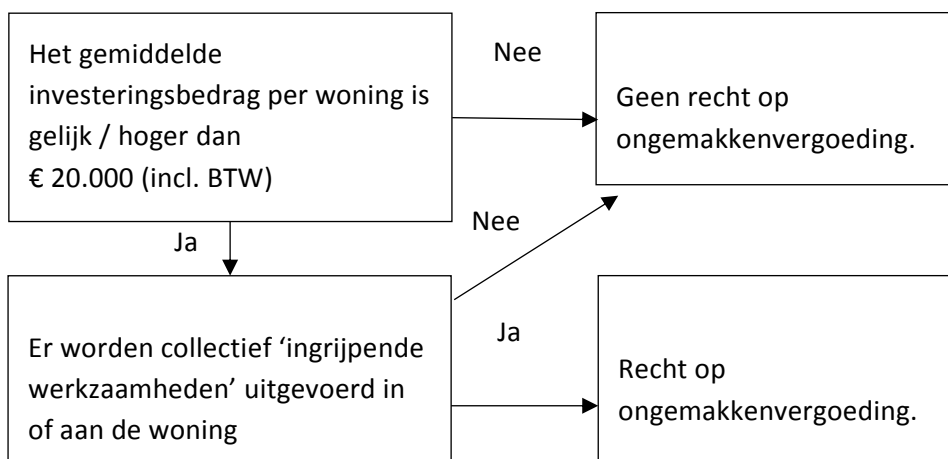 Het gemiddelde
investeringsbedrag per woning is
gelijk / hoger dan
€ 20.000 (incl. BTW)
Nee
Geen recht op
ongemakkenvergoeding.
Ja
Nee
Er worden collectief ‘ingrijpende
werkzaamheden’ uitgevoerd in
of aan de woning
Ja
Recht op
ongemakkenvergoeding.